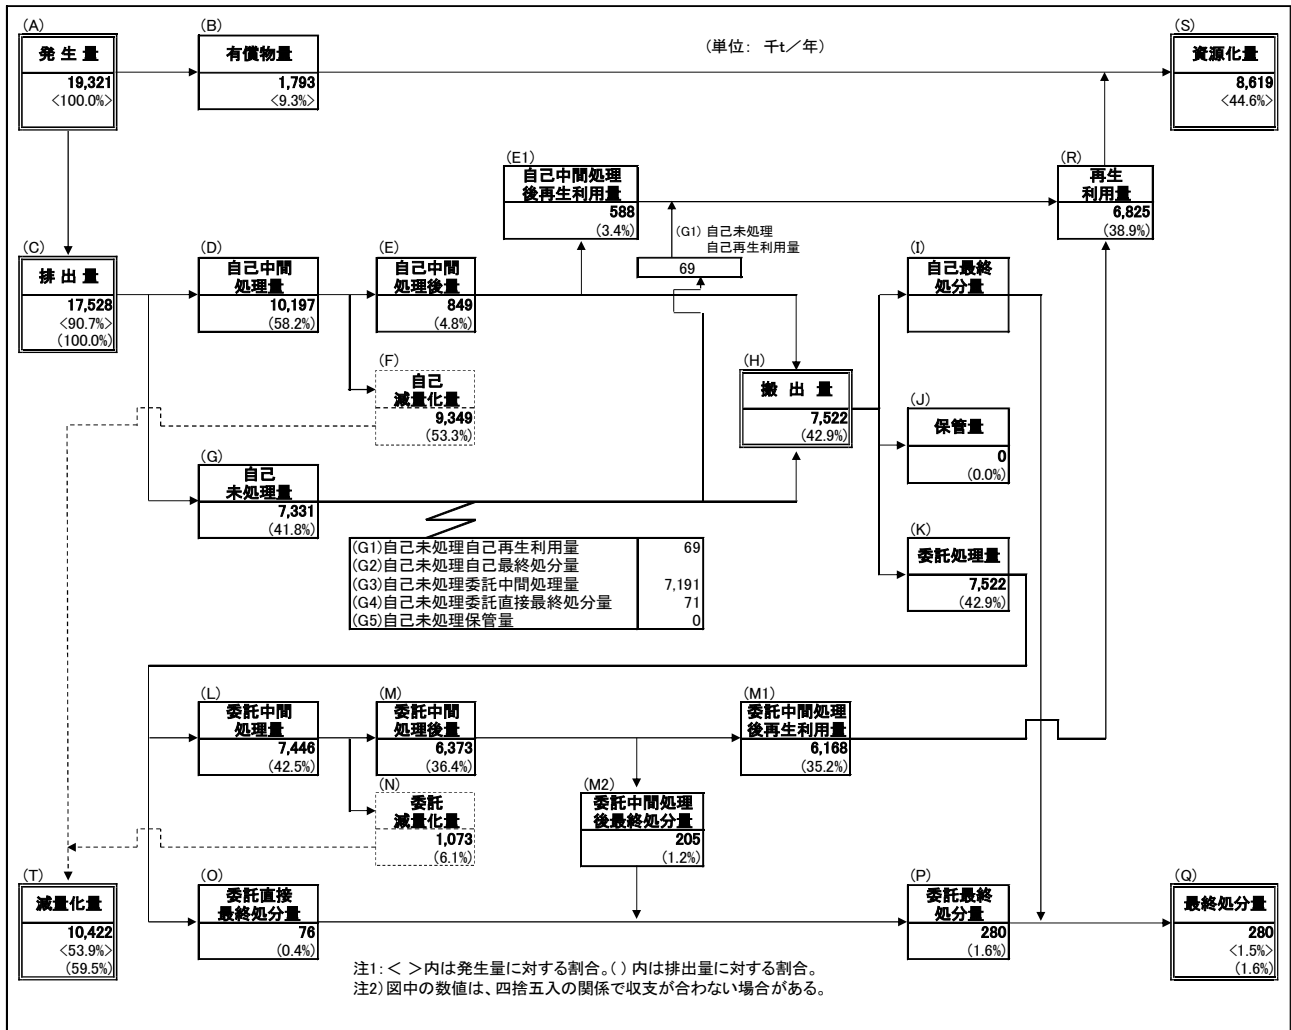 (A)
発 生 量
19,321
<100.0%>
(B)
有償物量
1,793
<9.3%>
(単位: 千t/年)
(S)
資源化量
8,619
<44.6%>
(E1)
自己中間処理
後再生利用量
588
(3.4%)
(R)
再生
利用量
6,825
(38.9%)
(G1) 自己未処理
自己再生利用量
69
(C)
排 出 量
17,528
<90.7%>
(100.0%)
(D)
自己中間
処理量
10,197
(58.2%)
(E)
自己中間
処理後量
849
(4.8%)
(I)
自己最終
処分量
(F)
自己
減量化量
9,349
(53.3%)
(H)
搬 出 量
7,522
(42.9%)
(J)
保管量
0
(0.0%)
(G)
自己
未処理量
7,331
(41.8%)
(G1)自己未処理自己再生利用量 69
(G2)自己未処理自己最終処分量
(G3)自己未処理委託中間処理量 7,191
(G4)自己未処理委託直接最終処分量 71
(G5)自己未処理保管量 0
(K)
委託処理量
7,522
(42.9%)
(L)
委託中間
処理量
7,446
(42.5%)
(M)
委託中間
処理後量
6,373
(36.4%)
(M1)
委託中間処理
後再生利用量
6,168
(35.2%)
(N)
委託
減量化量
1,073
(6.1%)
(M2)
委託中間処理
後最終処分量
205
(1.2%)
(T)
減量化量
10,422
<53.9%>
(59.5%)
(O)
委託直接
最終処分量
76
(0.4%)
(P)
委託最終
処分量
280
(1.6%)
(Q)
最終処分量
280
<1.5%>
(1.6%)
注1:< >内は発生量に対する割合。( )内は排出量に対する割合。
注2)図中の数値は、四捨五入の関係で収支が合わない場合がある。